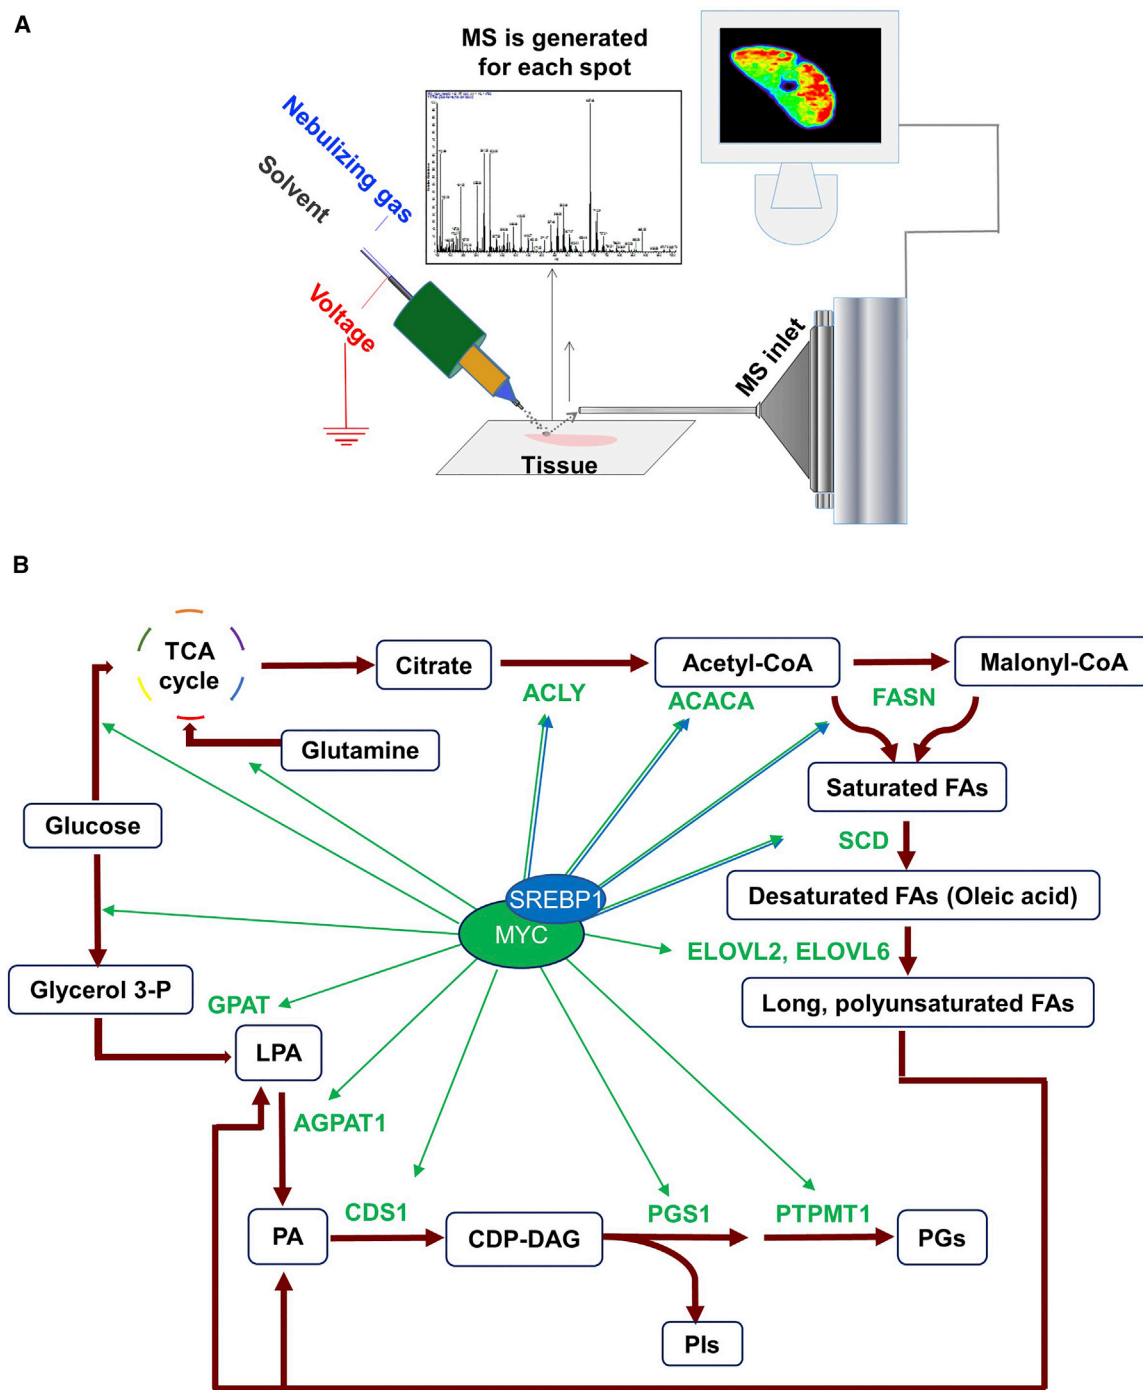 A
MS is generated
for each spot
Nebulizing gas
Solvent
Voltage
MS inlet
Tissue
B
TCA
cycle
Citrate
Acetyl-CoA
Malonyl-CoA
ACLY
ACACA
FASN
Glutamine
Saturated FAs
Glucose
SCD
Desaturated FAs (Oleic acid)
SREBP1
MYC
ELOVL2, ELOVL6
Glycerol 3-P
GPAT
Long, polyunsaturated FAs
LPA
AGPAT1
CDS1
PGS1
PTPMT1
PA
CDP-DAG
PGs
PIs